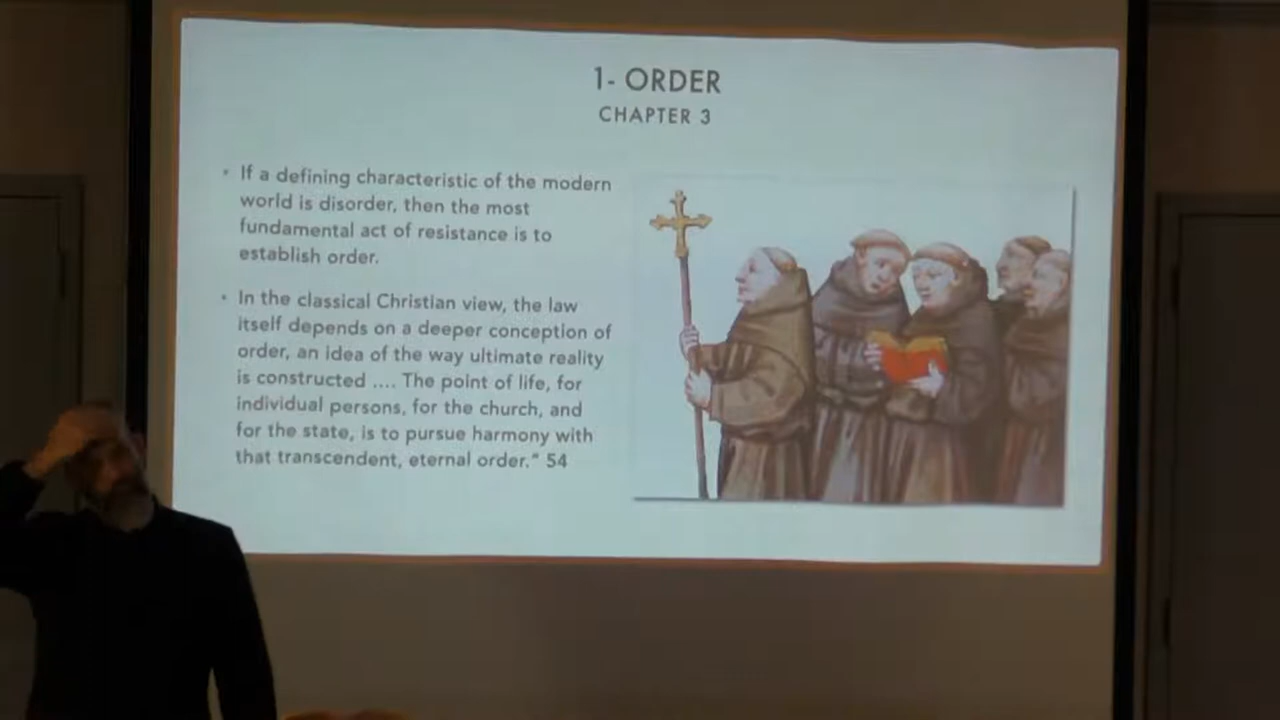 1- ORDER
CHAPTER 3
• If a defining characteristic of the modern
world is disorder, then the most
fundamental act of resistance is to
establish order.
• In the classical Christian view, the law
itself depends on a deeper conception of
order, an idea of the way ultimate reality
is constructed .... The point of life, for
individual persons, for the church, and
for the state, is to pursue harmony with
that transcendent, eternal order." 54